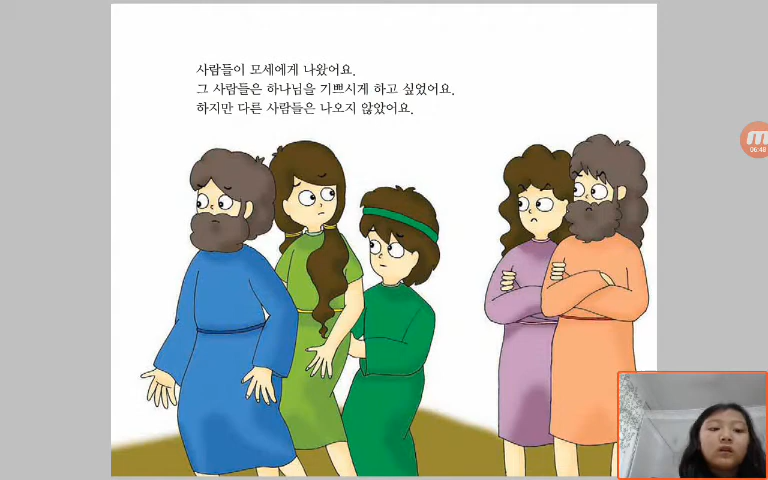 사람들이 모세에게 나왔어요.
그 사람들은 하나님을 기쁘시게 하고 싶었어요.
하지만 다른 사람들은 나오지 않았어요.
06:48